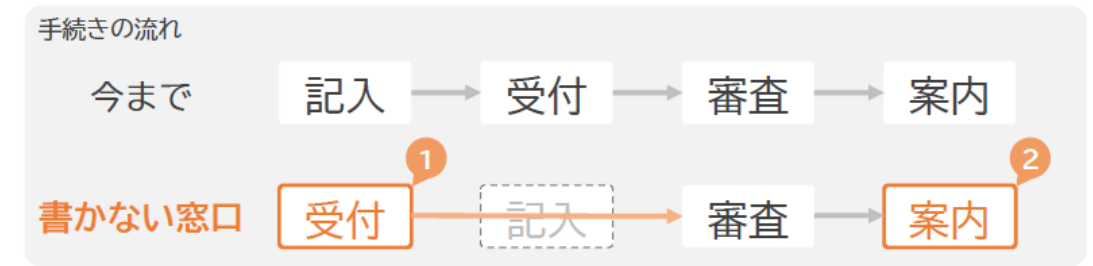 手続きの流れ
今まで 記入 受付 審査 案内
1 2
書かない窓口 受付 記入 審査 案内